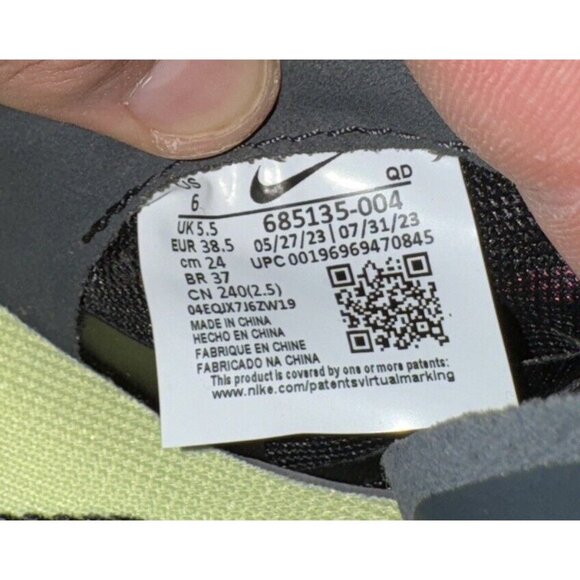 US QD
6
685135-004
UK 5.5
05/27/23 | 07/31/23
EUR 38.5
UPC 00196969470845
cm 24
BR 37
CN 240(2.5)
04EQJX7J6ZW19
MADE IN CHINA
HECHO EN CHINA
FABRIQUE EN CHINE
FABRICADO NA CHINA
This product is covered by one or more patents:
www.nike.com/patentsvirtualmarking